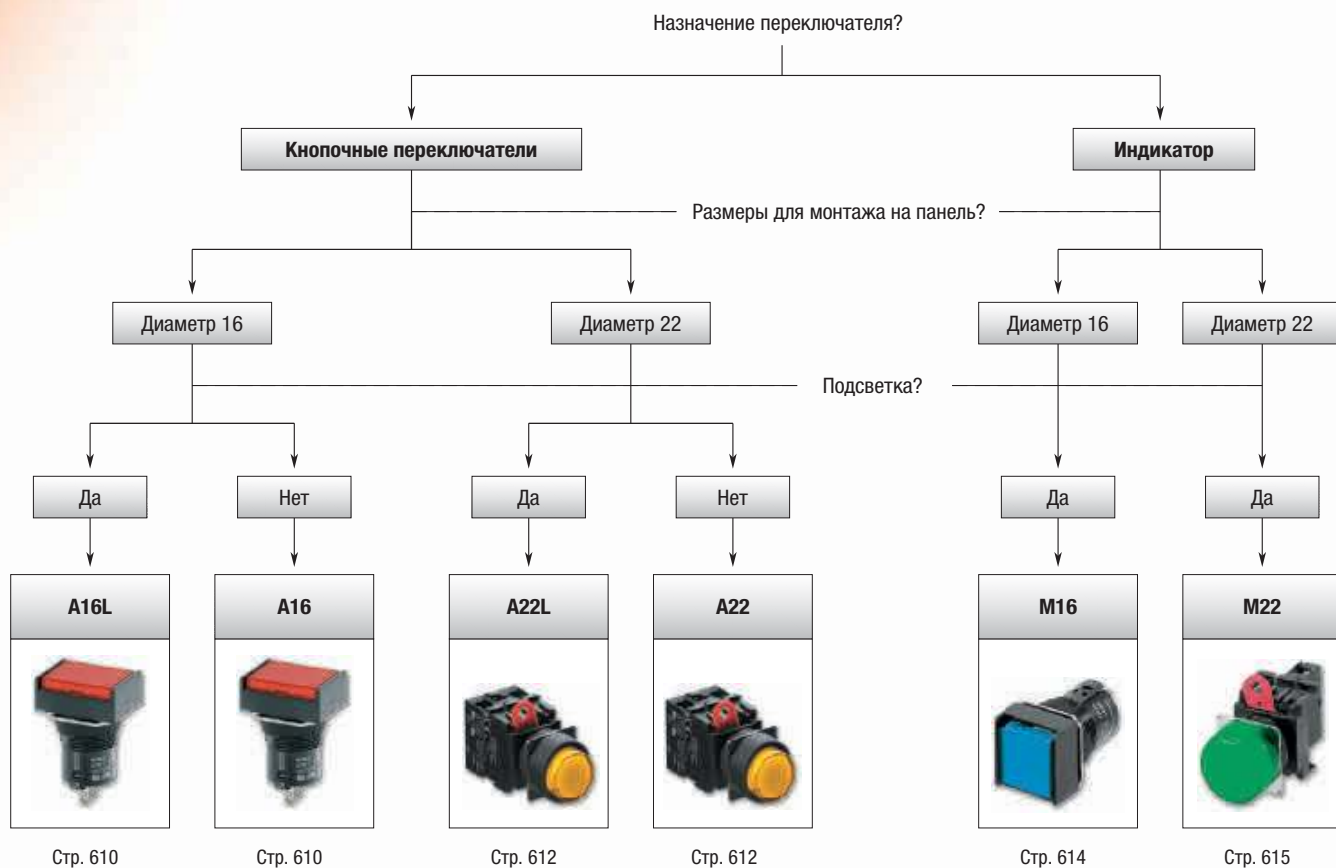 Назначение переключателя?
Кнопочные переключатели
Индикатор
Размеры для монтажа на панель?
Диаметр 16
Диаметр 22
Диаметр 16
Диаметр 22
Подсветка?
Да
Нет
Да
Нет
Да
Да
A16L
A16
A22L
A22
M16
M22
Стр. 610
Стр. 610
Стр. 612
Стр. 612
Стр. 614
Стр. 615